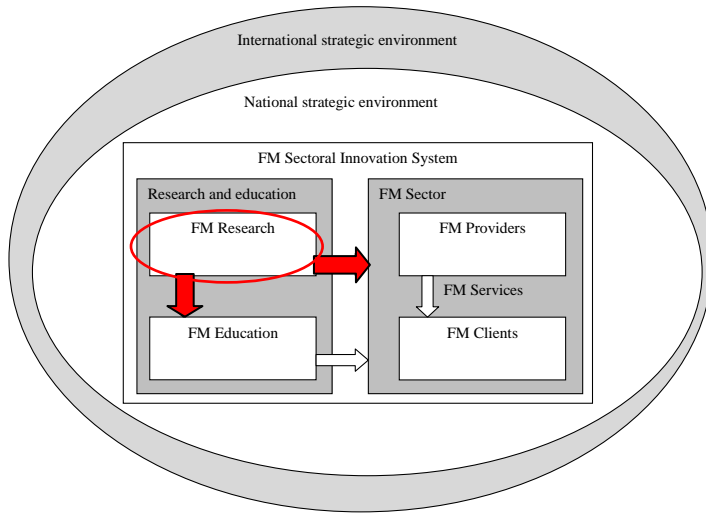 International strategic environment
National strategic environment
FM Sectoral Innovation System
Research and education
FM Research
FM Education
FM Sector
FM Providers
FM Services
FM Clients